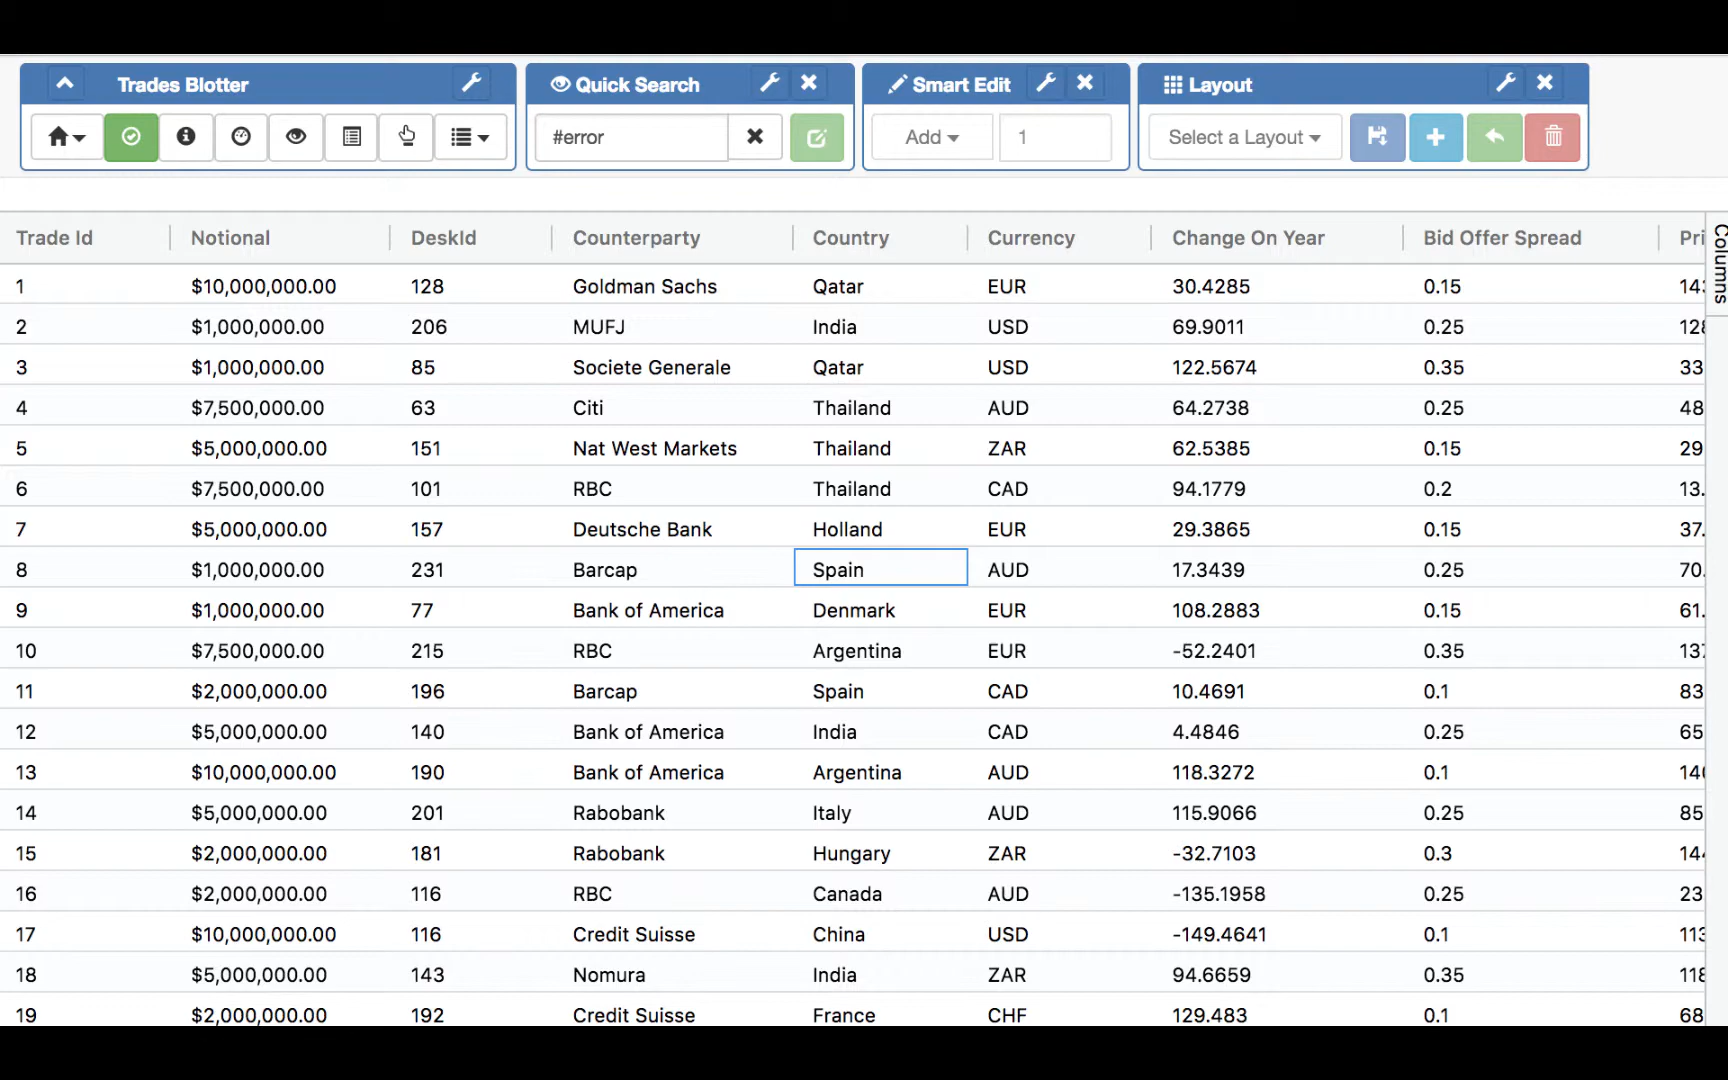 Trades Blotter
Quick Search
Smart Edit
Layout
#error
Add
1
Select a Layout
Trade Id Notional DeskId Counterparty Country Currency Change On Year Bid Offer Spread Pri
Columns
1 $10,000,000.00 128 Goldman Sachs Qatar EUR 30.4285 0.15 143
2 $1,000,000.00 206 MUFJ India USD 69.9011 0.25 128
3 $1,000,000.00 85 Societe Generale Qatar USD 122.5674 0.35 33
4 $7,500,000.00 63 Citi Thailand AUD 64.2738 0.25 48
5 $5,000,000.00 151 Nat West Markets Thailand ZAR 62.5385 0.15 29
6 $7,500,000.00 101 RBC Thailand CAD 94.1779 0.2 13.
7 $5,000,000.00 157 Deutsche Bank Holland EUR 29.3865 0.15 37.
8 $1,000,000.00 231 Barcap Spain AUD 17.3439 0.25 70.
9 $1,000,000.00 77 Bank of America Denmark EUR 108.2883 0.15 61.
10 $7,500,000.00 215 RBC Argentina EUR -52.2401 0.35 137
11 $2,000,000.00 196 Barcap Spain CAD 10.4691 0.1 83
12 $5,000,000.00 140 Bank of America India CAD 4.4846 0.25 65
13 $10,000,000.00 190 Bank of America Argentina AUD 118.3272 0.1 140
14 $5,000,000.00 201 Rabobank Italy AUD 115.9066 0.25 85
15 $2,000,000.00 181 Rabobank Hungary ZAR -32.7103 0.3 144
16 $2,000,000.00 116 RBC Canada AUD -135.1958 0.25 23
17 $10,000,000.00 116 Credit Suisse China USD -149.4641 0.1 113
18 $5,000,000.00 143 Nomura India ZAR 94.6659 0.35 118
19 $2,000,000.00 192 Credit Suisse France CHF 129.483 0.1 68